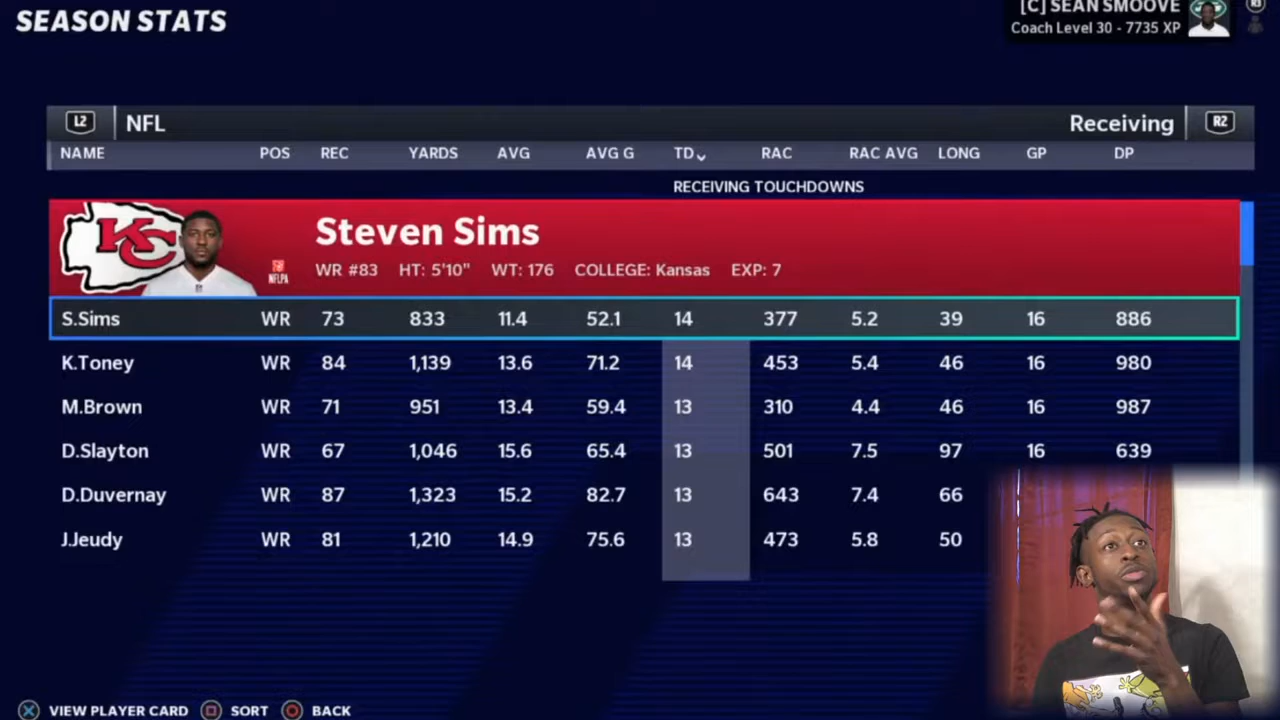 SEASON STATS
[C] SEAN SMOOVE
Coach Level 30 - 7735 XP
R3
L2 NFL Receiving R2
NAME POS REC YARDS AVG AVG G TD RAC RAC AVG LONG GP DP
RECEIVING TOUCHDOWNS
KC
Steven Sims
NFLPA
WR #83 HT: 5'10" WT: 176 COLLEGE: Kansas EXP: 7
S.Sims WR 73 833 11.4 52.1 14 377 5.2 39 16 886
K.Toney WR 84 1,139 13.6 71.2 14 453 5.4 46 16 980
M.Brown WR 71 951 13.4 59.4 13 310 4.4 46 16 987
D.Slayton WR 67 1,046 15.6 65.4 13 501 7.5 97 16 639
D.Duvernay WR 87 1,323 15.2 82.7 13 643 7.4 66
J.Jeudy WR 81 1,210 14.9 75.6 13 473 5.8 50
VIEW PLAYER CARD SORT BACK